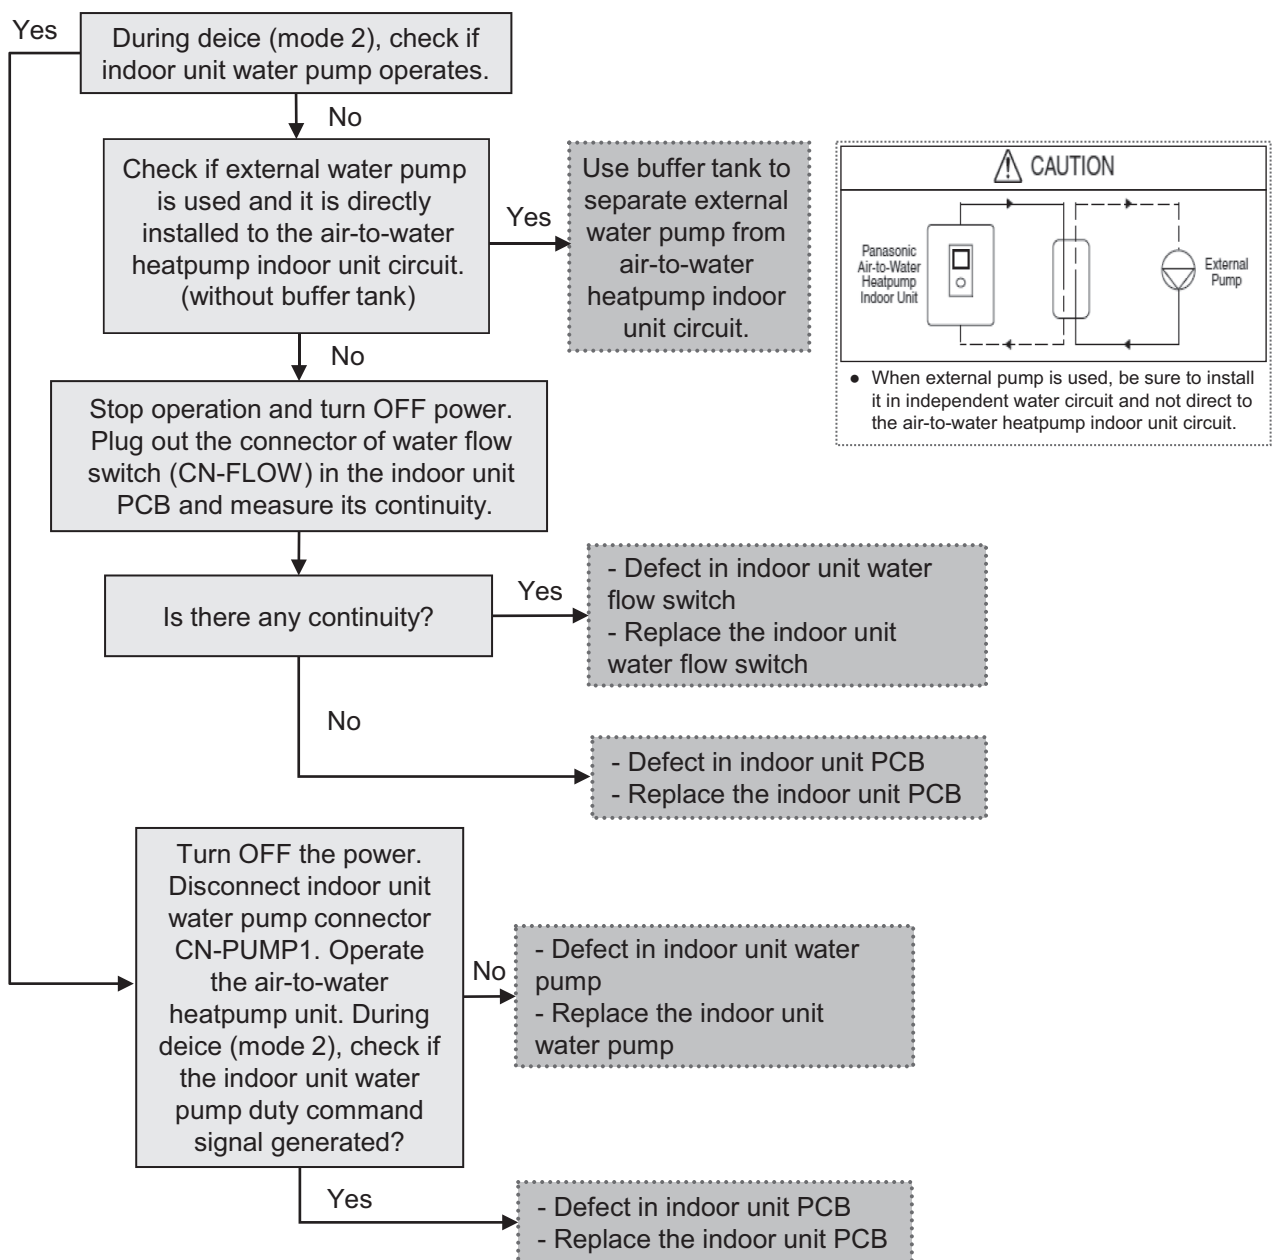 Yes
During deice (mode 2), check if
indoor unit water pump operates.
No
Check if external water pump
is used and it is directly
installed to the air-to-water
heatpump indoor unit circuit.
(without buffer tank)
Yes
Use buffer tank to
separate external
water pump from
air-to-water
heatpump indoor
unit circuit.
CAUTION
Panasonic
Air-to-Water
Heatpump
Indoor Unit
External
Pump
● When external pump is used, be sure to install
it in independent water circuit and not direct to
the air-to-water heatpump indoor unit circuit.
No
Stop operation and turn OFF power.
Plug out the connector of water flow
switch (CN-FLOW) in the indoor unit
PCB and measure its continuity.
Is there any continuity?
Yes
- Defect in indoor unit water
flow switch
- Replace the indoor unit
water flow switch
No
- Defect in indoor unit PCB
- Replace the indoor unit PCB
Turn OFF the power.
Disconnect indoor unit
water pump connector
CN-PUMP1. Operate
the air-to-water
heatpump unit. During
deice (mode 2), check if
the indoor unit water
pump duty command
signal generated?
No
- Defect in indoor unit water
pump
- Replace the indoor unit
water pump
Yes
- Defect in indoor unit PCB
- Replace the indoor unit PCB